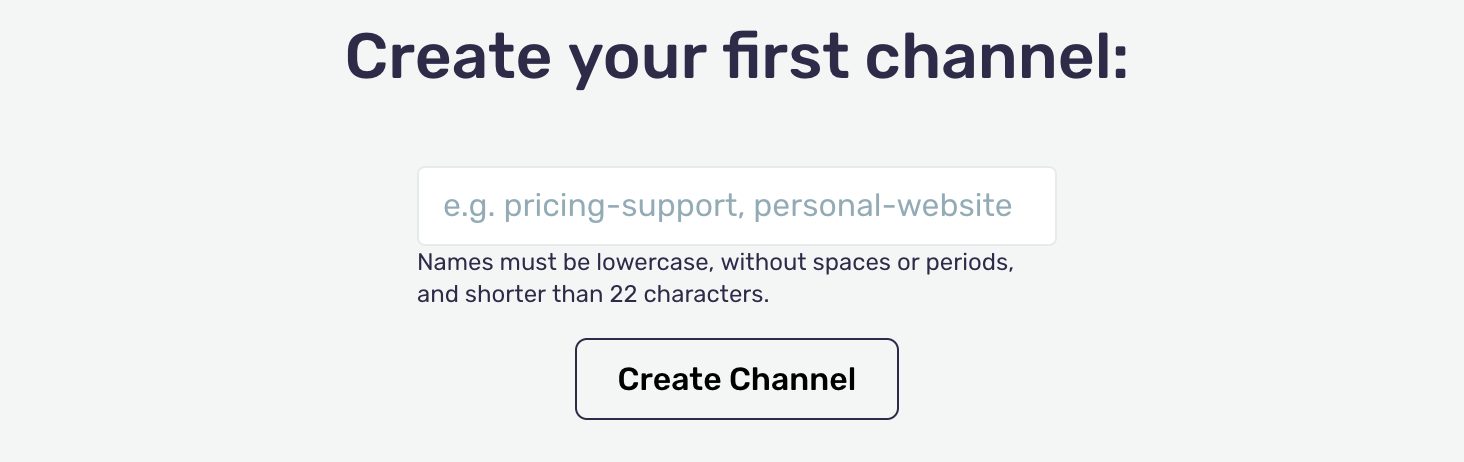 Create your first channel:
e.g. pricing-support, personal-website
Names must be lowercase, without spaces or periods,
and shorter than 22 characters.
Create Channel